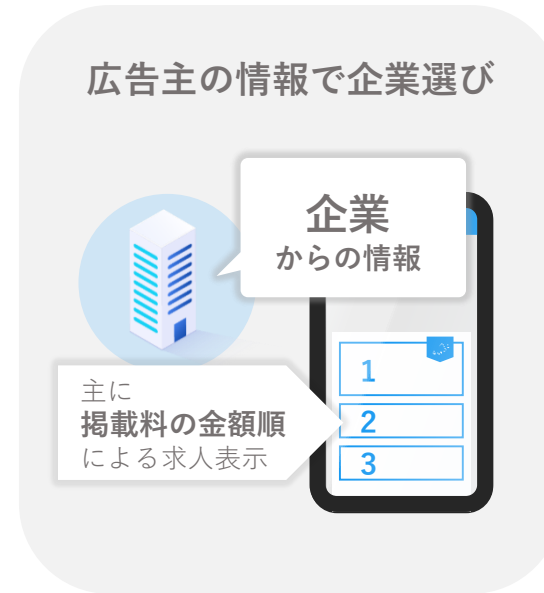 広告主の情報で企業選び
企業
からの情報
主に
掲載料の金額順
による求人表示
1
2
3